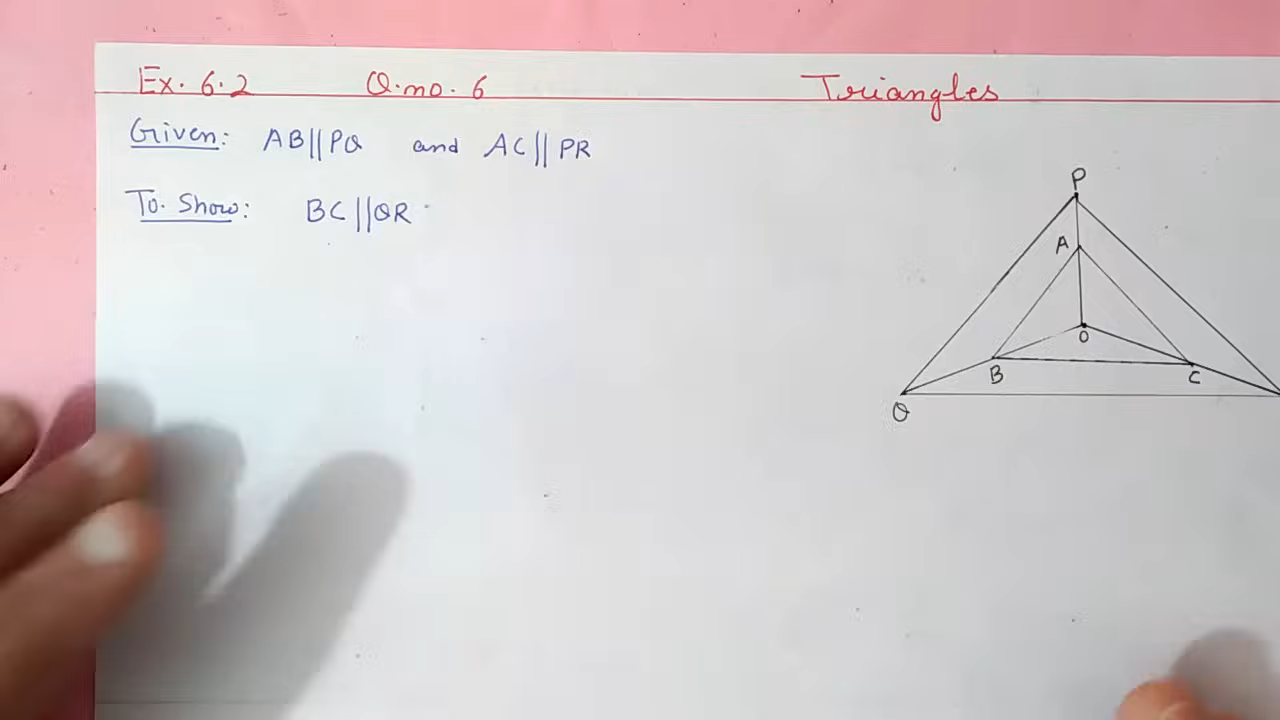 Ex. 6.2 Q.no. 6 Triangles
Given: AB||PQ and AC||PR
To Show: BC||QR
P
A
O
B
C
Q